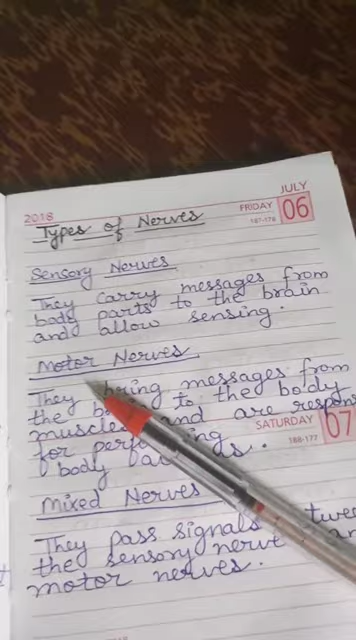 2018 FRIDAY JULY 06
187-178
Types of Nerves
Sensory Nerves
They carry messages from
body parts to the brain
and allow sensing.
Motor Nerves
They bring messages from
the to the body
muscles and are
for
SATURDAY 07
188-177
body
Mixed Nerves
They pass signals
the sensory
motor nerves.